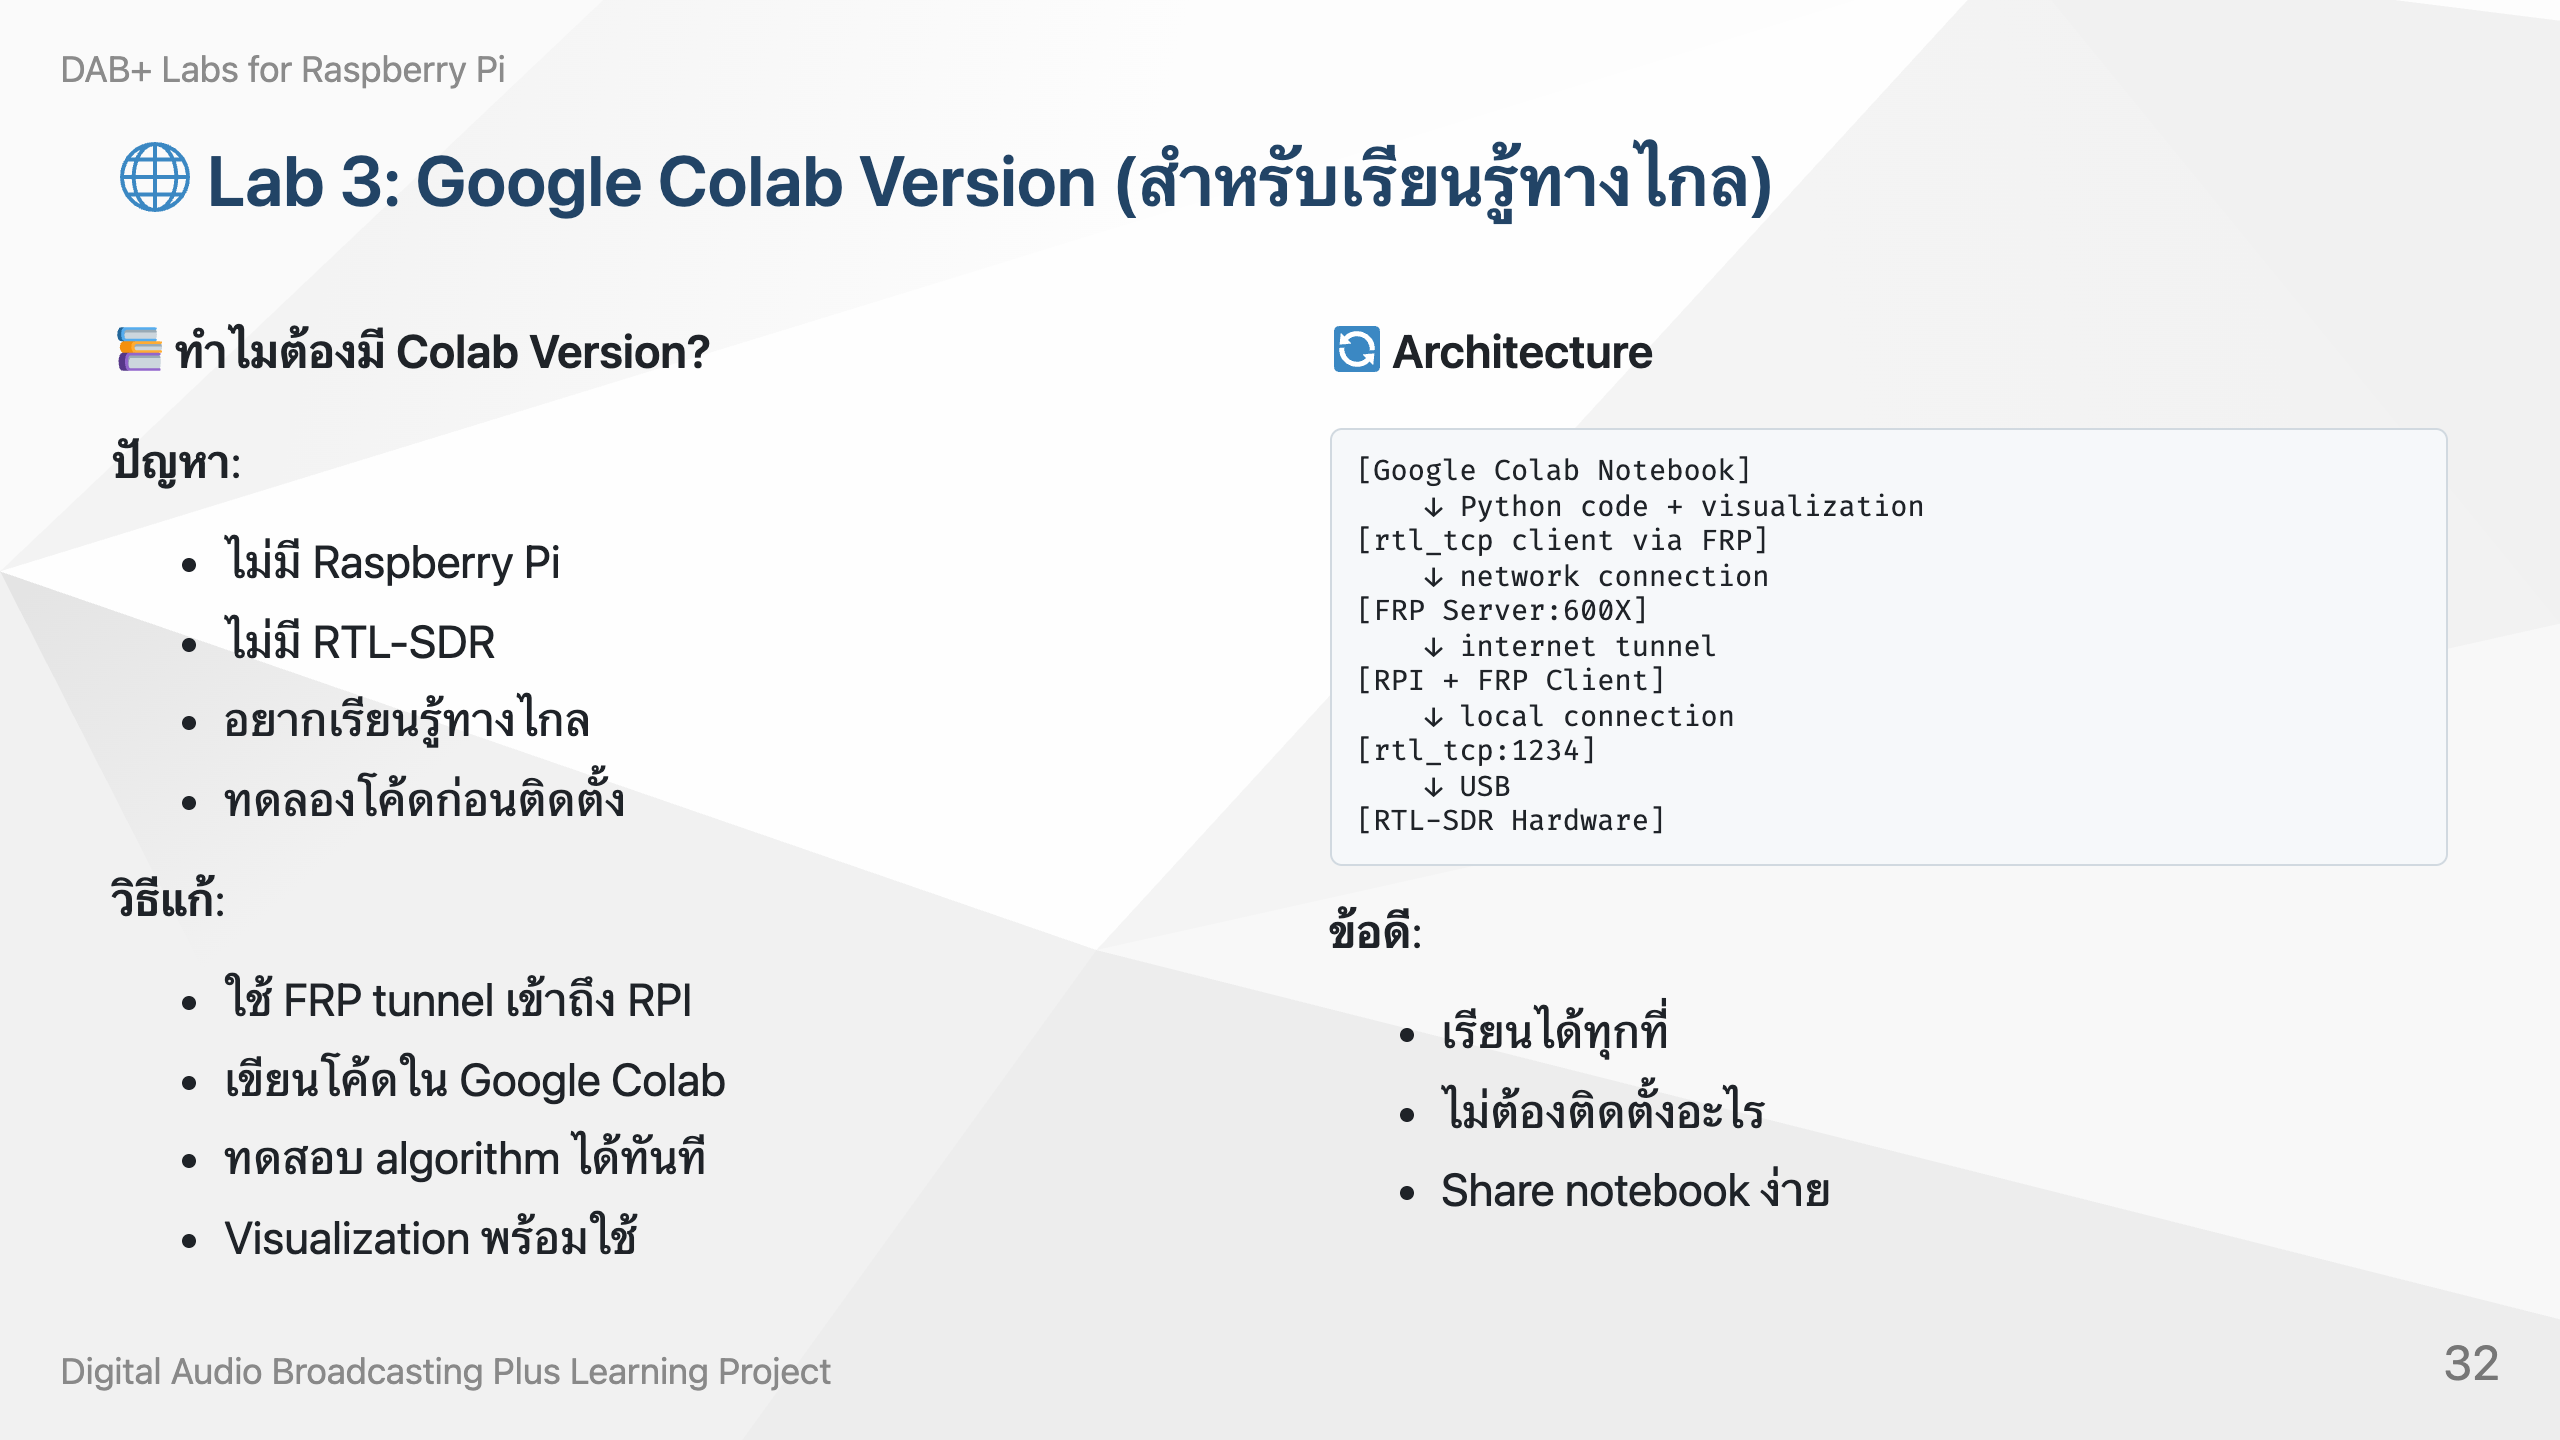 DAB+ Labs for Raspberry Pi
🌐 Lab 3: Google Colab Version (สำหรับเรียนรู้ทางไกล)
📚 ทำไมต้องมี Colab Version?
ปัญหา:
• ไม่มี Raspberry Pi
• ไม่มี RTL-SDR
• อยากเรียนรู้ทางไกล
• ทดลองโค้ดก่อนติดตั้ง
วิธีแก้:
• ใช้ FRP tunnel เข้าถึง RPI
• เขียนโค้ดใน Google Colab
• ทดสอบ algorithm ได้ทันที
• Visualization พร้อมใช้
🔄 Architecture
[Google Colab Notebook]
↓ Python code + visualization
[rtl_tcp client via FRP]
↓ network connection
[FRP Server:600X]
↓ internet tunnel
[RPI + FRP Client]
↓ local connection
[rtl_tcp:1234]
↓ USB
[RTL-SDR Hardware]
ข้อดี:
• เรียนได้ทุกที่
• ไม่ต้องติดตั้งอะไร
• Share notebook ง่าย
Digital Audio Broadcasting Plus Learning Project
32